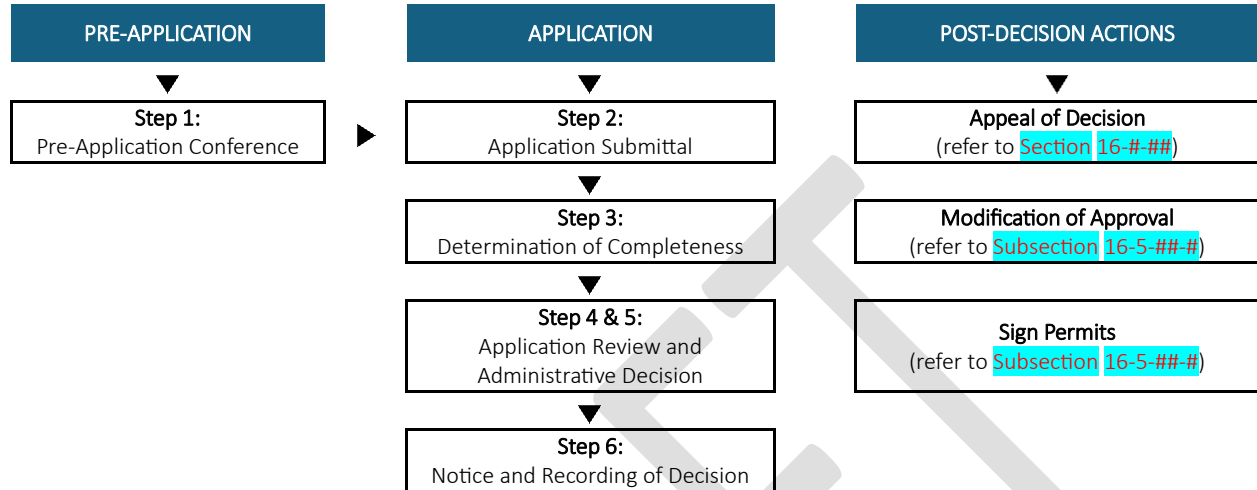 PRE-APPLICATION
Step 1:
Pre-Application Conference
APPLICATION
Step 2:
Application Submittal
Step 3:
Determination of Completeness
Step 4 & 5:
Application Review and
Administrative Decision
Step 6:
Notice and Recording of Decision
POST-DECISION ACTIONS
Appeal of Decision
(refer to Section 16-#-##)
Modification of Approval
(refer to Subsection 16-5-##-#)
Sign Permits
(refer to Subsection 16-5-##-#)